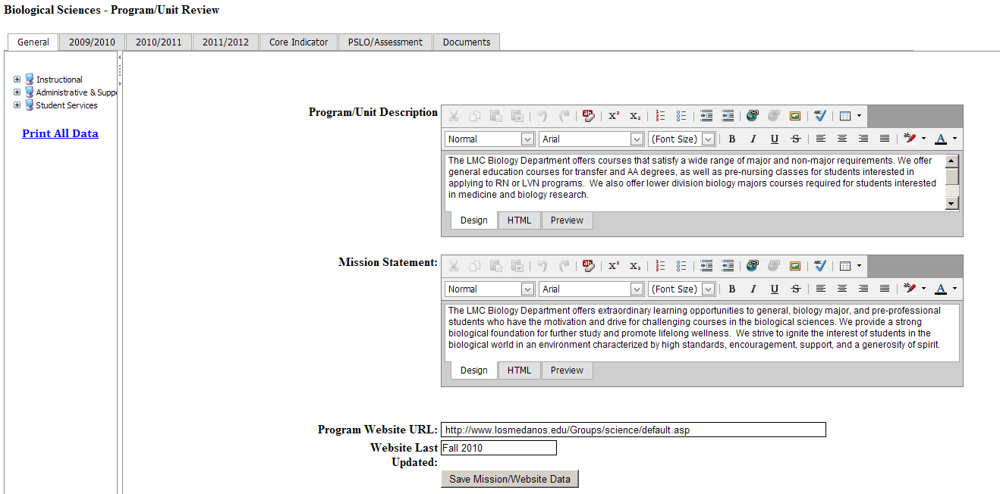 Biological Sciences - Program/Unit Review
General 2009/2010 2010/2011 2011/2012 Core Indicator PSLO/Assessment Documents
Instructional
Administrative & Suppo
Student Services
Print All Data
Program/Unit Description
Normal Arial (Font Size) B I U S A
The LMC Biology Department offers courses that satisfy a wide range of major and non-major requirements. We offer
general education courses for transfer and AA degrees, as well as pre-nursing classes for students interested in
applying to RN or LVN programs. We also offer lower division biology majors courses required for students interested
in medicine and biology research.
Design HTML Preview
Mission Statement:
Normal Arial (Font Size) B I U S A
The LMC Biology Department offers extraordinary learning opportunities to general, biology major, and pre-professional
students who have the motivation and drive for challenging courses in the biological sciences. We provide a strong
biological foundation for further study and promote lifelong wellness. We strive to ignite the interest of students in the
biological world in an environment characterized by high standards, encouragement, support, and a generosity of spirit.
Design HTML Preview
Program Website URL: http://www.losmedanos.edu/Groups/science/default.asp
Website Last Fall 2010
Updated:
Save Mission/Website Data